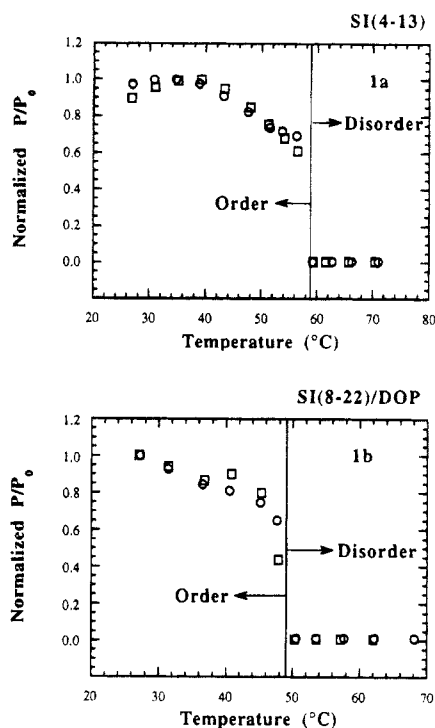 SI(4-13)
1.2
1.0
0.8
0.6
0.4
0.2
0.0
Normalized P/P₀
1a
Disorder
Order
20 30 40 50 60 70 80
Temperature (°C)
SI(8-22)/DOP
1.2
1.0
0.8
0.6
0.4
0.2
0.0
Normalized P/P₀
1b
Disorder
Order
20 30 40 50 60 70
Temperature (°C)